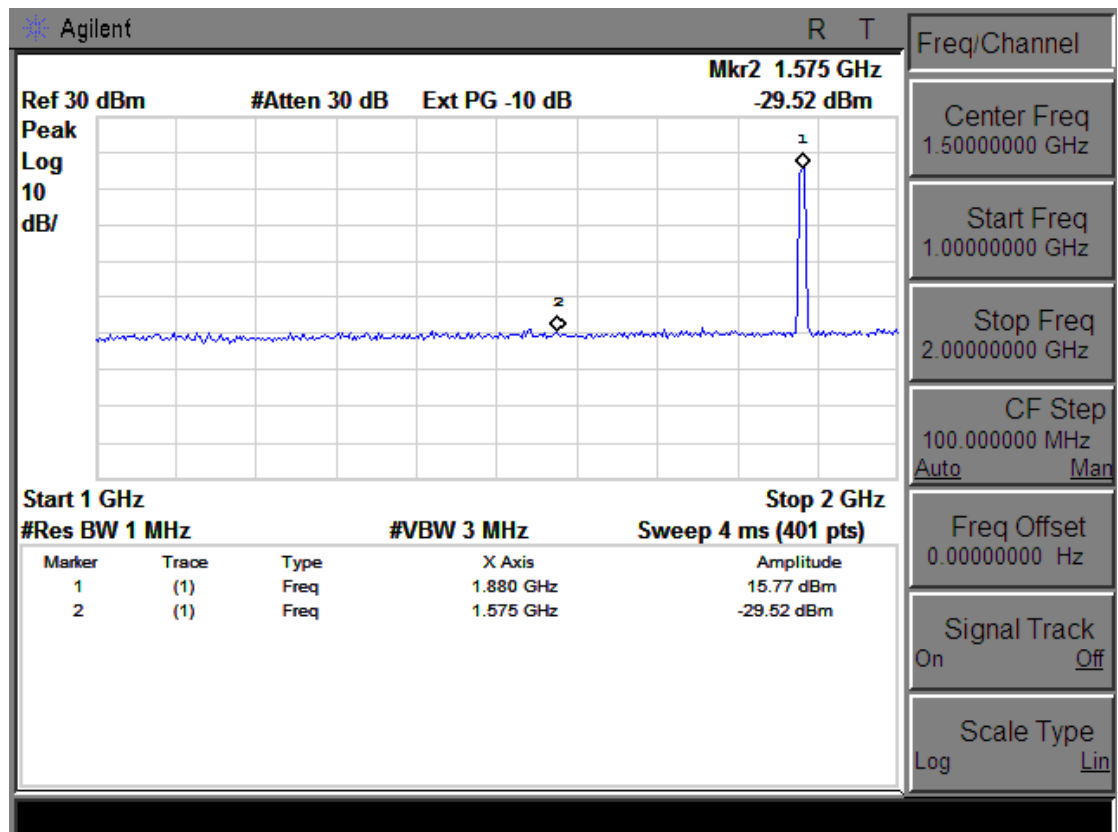 Agilent R T
Mkr2 1.575 GHz
Ref 30 dBm #Atten 30 dB Ext PG -10 dB -29.52 dBm
Peak
Log
10
dB/
1
2
Start 1 GHz Stop 2 GHz
#Res BW 1 MHz #VBW 3 MHz Sweep 4 ms (401 pts)
Marker Trace Type X Axis Amplitude
1 (1) Freq 1.880 GHz 15.77 dBm
2 (1) Freq 1.575 GHz -29.52 dBm
Freq/Channel
Center Freq
1.50000000 GHz
Start Freq
1.00000000 GHz
Stop Freq
2.00000000 GHz
CF Step
100.000000 MHz
Auto Man
Freq Offset
0.00000000 Hz
Signal Track
On Off
Scale Type
Log Lin